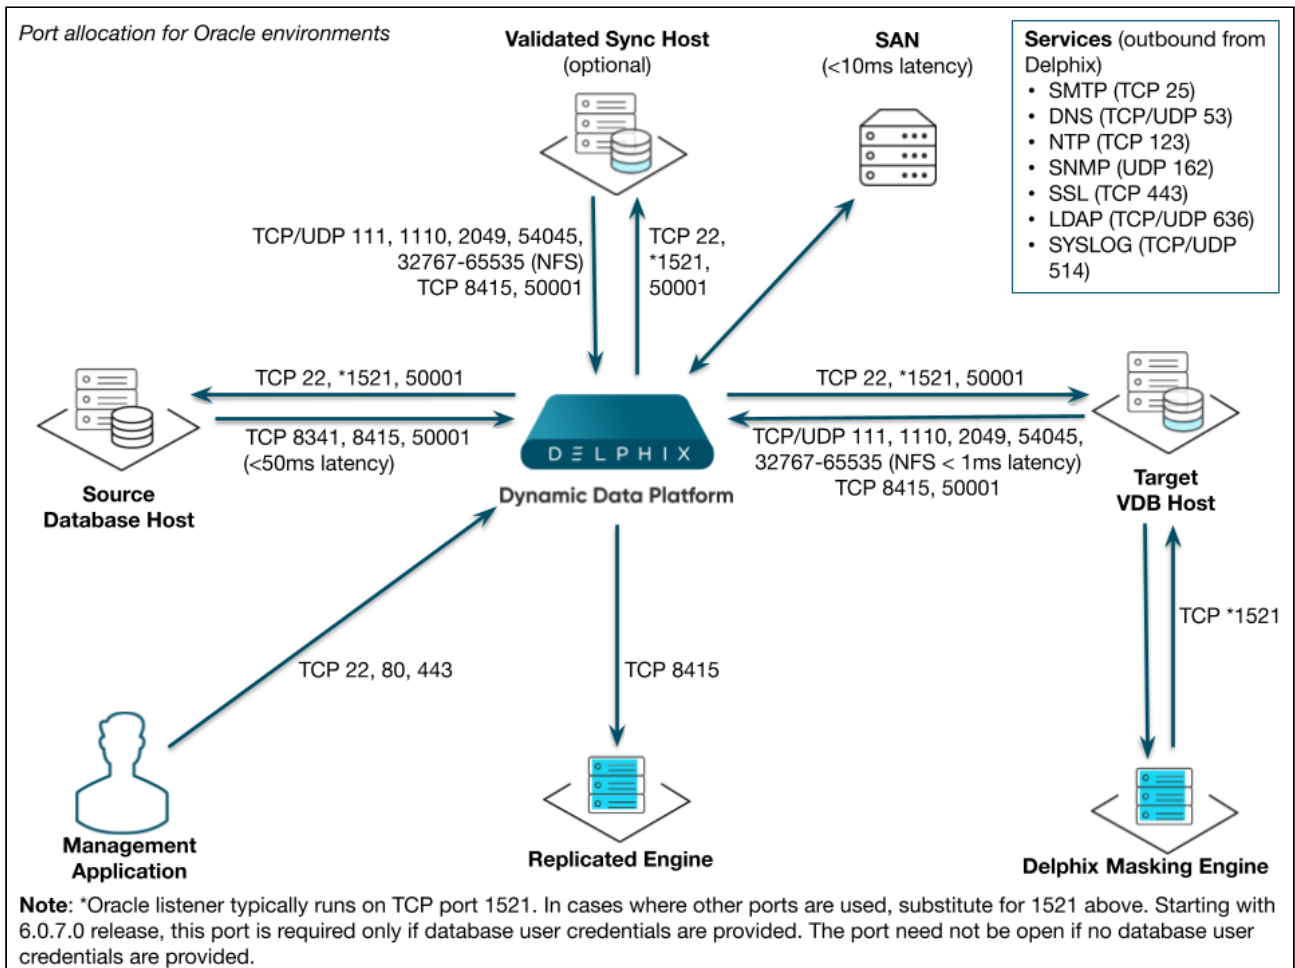 Port allocation for Oracle environments
Validated Sync Host
(optional)
SAN
(<10ms latency)
Services (outbound from
Delphix)
• SMTP (TCP 25)
• DNS (TCP/UDP 53)
• NTP (TCP 123)
• SNMP (UDP 162)
• SSL (TCP 443)
• LDAP (TCP/UDP 636)
• SYSLOG (TCP/UDP
514)
TCP/UDP 111, 1110, 2049, 54045,
32767-65535 (NFS)
TCP 8415, 50001
TCP 22,
*1521,
50001
TCP 22, *1521, 50001
TCP 8341, 8415, 50001
(<50ms latency)
Source
Database Host
DELPHIX
Dynamic Data Platform
TCP 22, *1521, 50001
TCP/UDP 111, 1110, 2049, 54045,
32767-65535 (NFS < 1ms latency)
TCP 8415, 50001
Target
VDB Host
TCP *1521
TCP 22, 80, 443
TCP 8415
Management
Application
Replicated Engine
Delphix Masking Engine
Note: *Oracle listener typically runs on TCP port 1521. In cases where other ports are used, substitute for 1521 above. Starting with
6.0.7.0 release, this port is required only if database user credentials are provided. The port need not be open if no database user
credentials are provided.